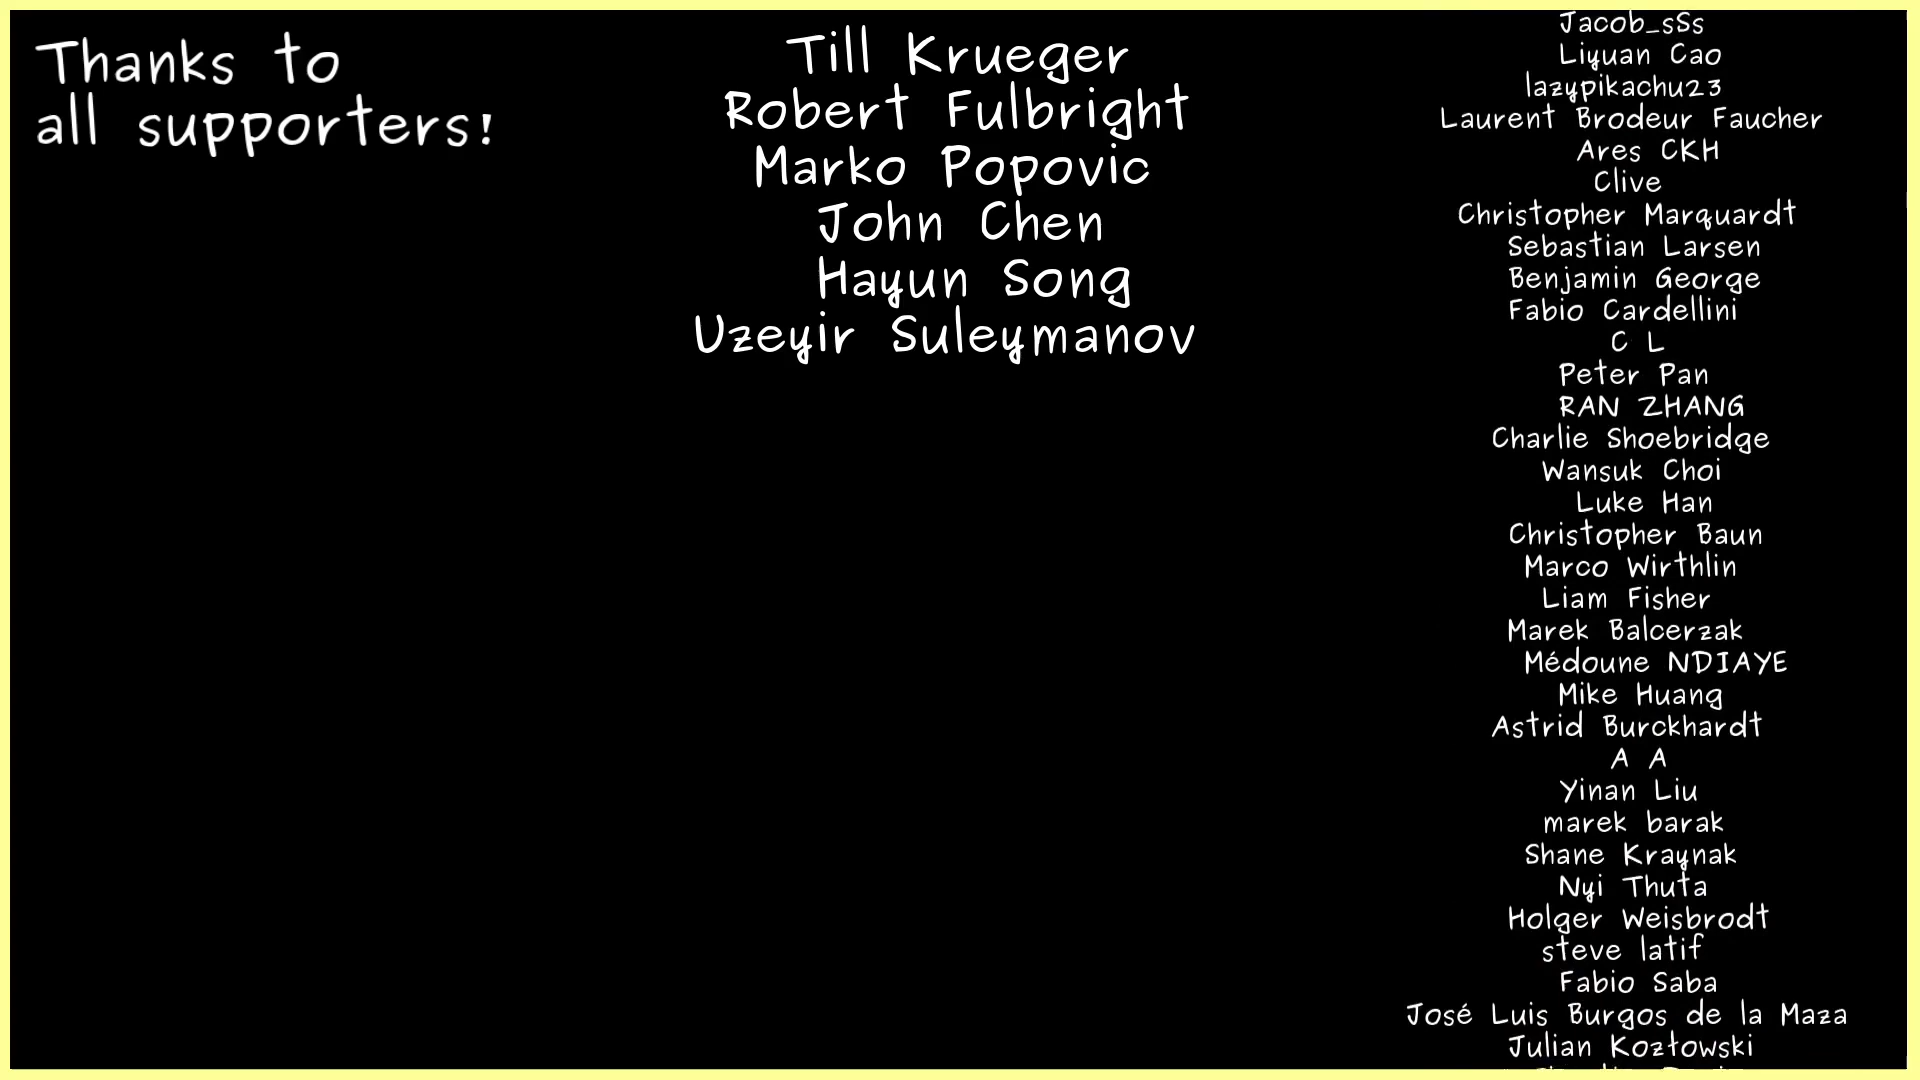 Thanks to
all supporters!
Till Krueger
Robert Fulbright
Marko Popovic
John Chen
Hayun Song
Uzeyir Suleymanov
Jacob_sSs
Liyuan Cao
lazypikachu23
Laurent Brodeur Faucher
Ares CKH
Clive
Christopher Marquardt
Sebastian Larsen
Benjamin George
Fabio Cardellini
C L
Peter Pan
RAN ZHANG
Charlie Shoebridge
Wansuk Choi
Luke Han
Christopher Baun
Marco Wirthlin
Liam Fisher
Marek Balcerzak
Médoune NDIAYE
Mike Huang
Astrid Burckhardt
A A
Yinan Liu
marek barak
Shane Kraynak
Nyi Thuta
Holger Weisbrodt
steve latif
Fabio Saba
José Luis Burgos de la Maza
Julian Kozłowski